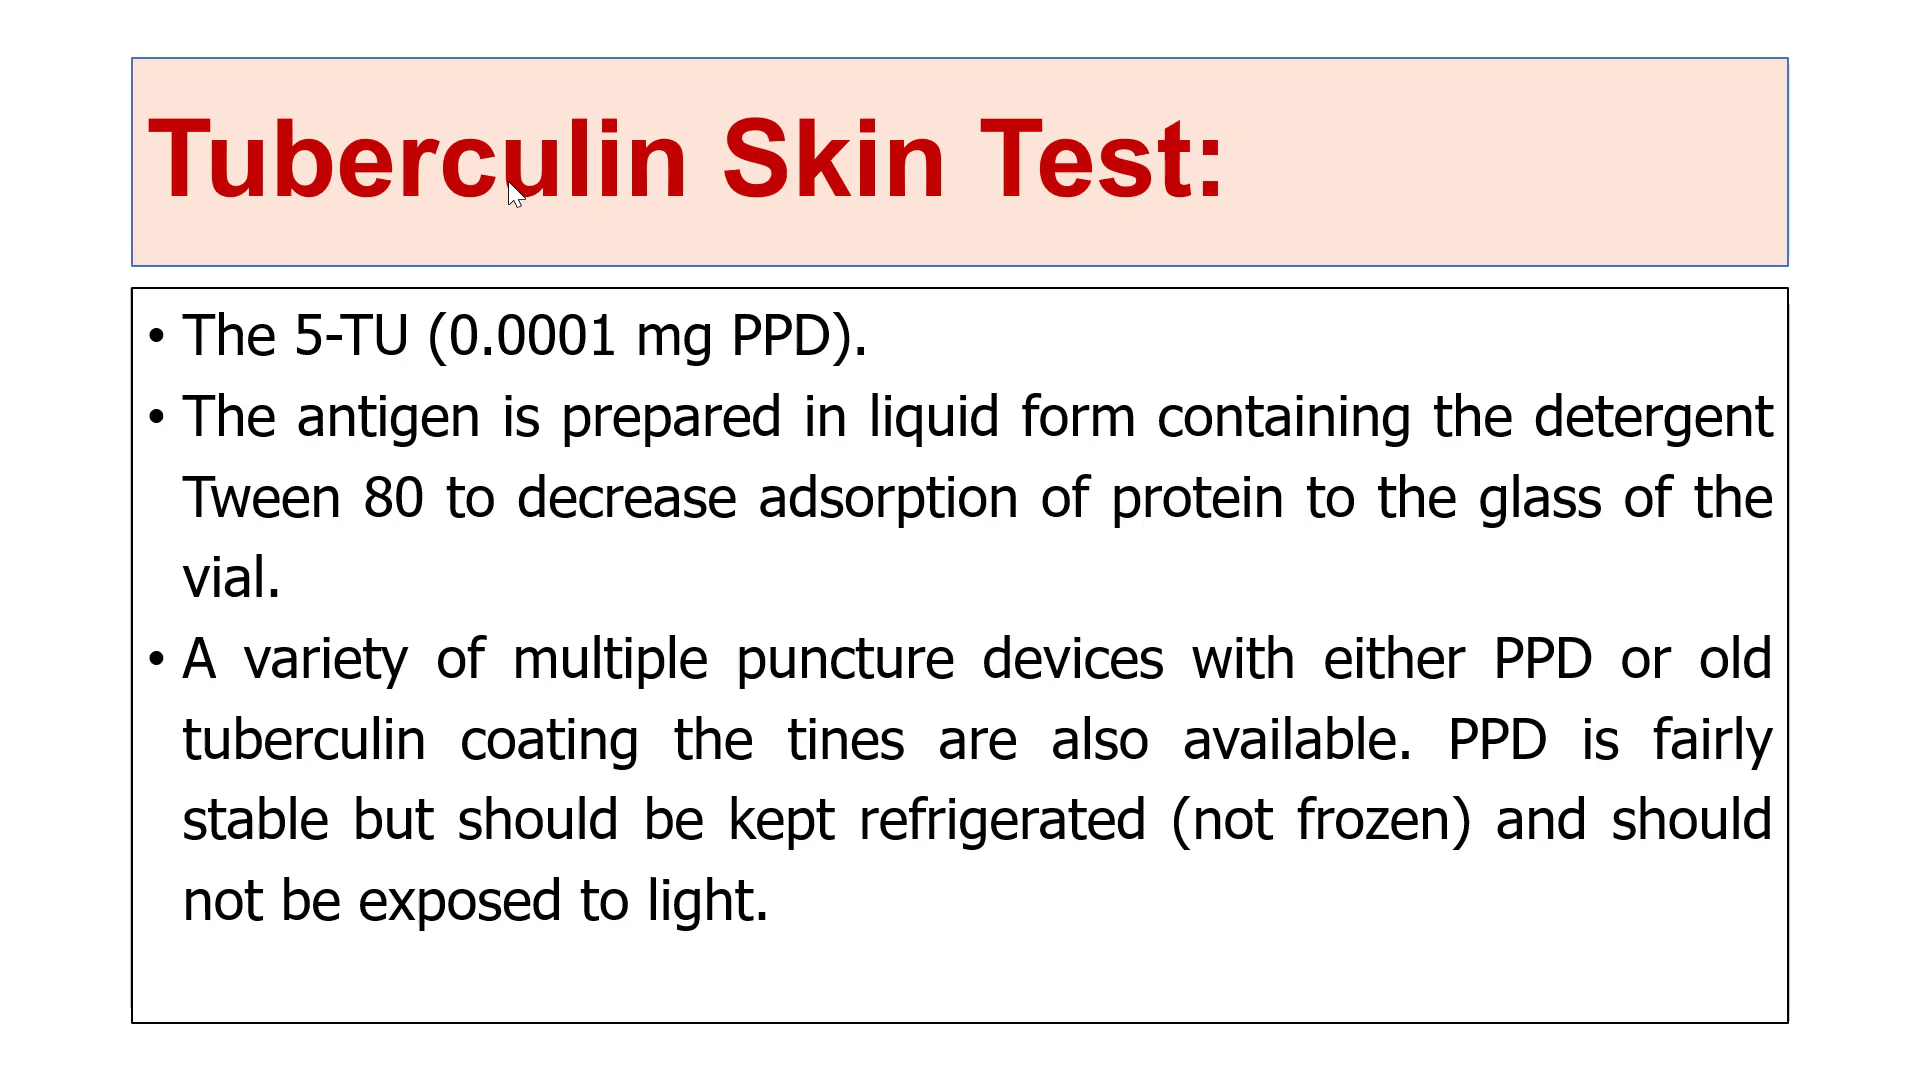 Tuberculin Skin Test:
• The 5-TU (0.0001 mg PPD).
• The antigen is prepared in liquid form containing the detergent
Tween 80 to decrease adsorption of protein to the glass of the
vial.
• A variety of multiple puncture devices with either PPD or old
tuberculin coating the tines are also available. PPD is fairly
stable but should be kept refrigerated (not frozen) and should
not be exposed to light.